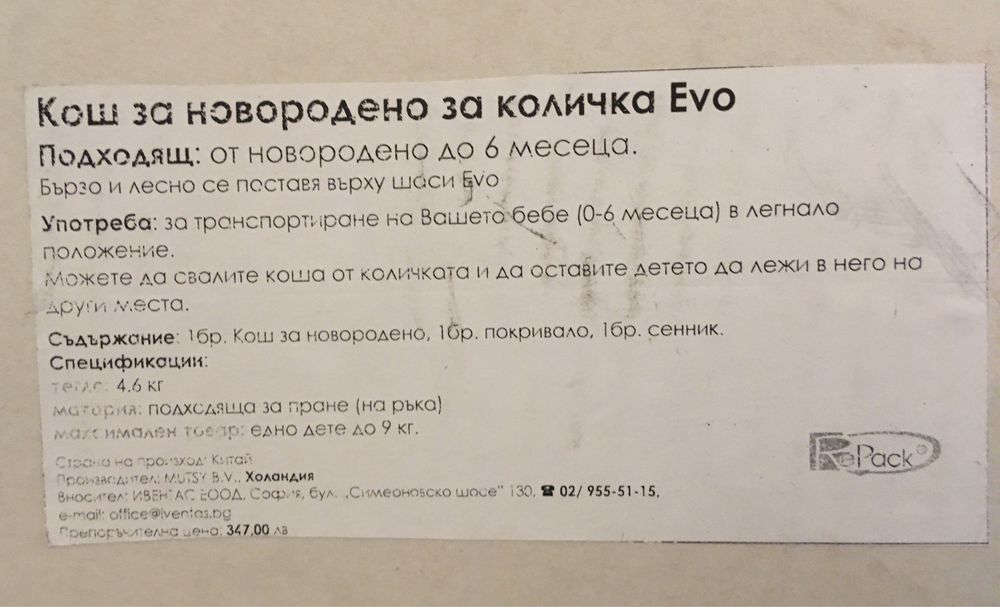 Кош за новородено за количка Evo
Подходящ: от новородено до 6 месеца.
Бързо и лесно се поставя върху шаси Evo
Употреба: за транспортиране на Вашето бебе (0-6 месеца) в легнало
положение.
Можете да свалите коша от количката и да оставите детето да лежи в него на
други места.
Съдържание: 1бр. Кош за новородено, 1бр. покривало, 1бр. сенник.
Спецификации:
тегло: 4.6 кг
материя: подходяща за пране (на ръка)
максимален товар: едно дете до 9 кг.
Страна на произход: Китай
Производител: MUTSY B.V., Холандия
Вносител: ИВЕНТАС ЕООД, София, бул. „Симеоновско шосе" 130, ☎ 02/ 955-51-15,
e-mail: office@iventas.bg
Препоръчителна цена: 347,00 лв
RePack®